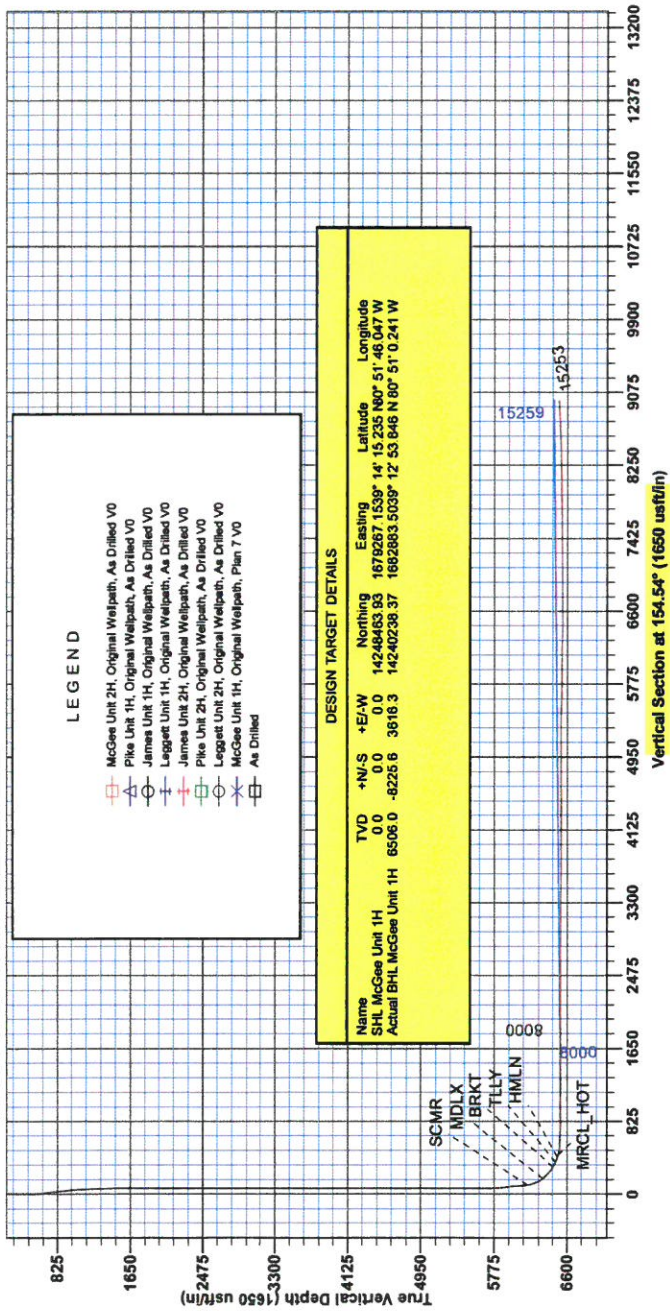 LEGEND
McGee Unit 2H, Original Wellpath, As Drilled V0
Pike Unit 1H, Original Wellpath, As Drilled V0
James Unit 1H, Original Wellpath, As Drilled V0
Leggett Unit 1H, Original Wellpath, As Drilled V0
James Unit 2H, Original Wellpath, As Drilled V0
Pike Unit 2H, Original Wellpath, As Drilled V0
Leggett Unit 2H, Original Wellpath, As Drilled V0
McGee Unit 1H, Original Wellpath, Plan 7 V0
As Drilled
DESIGN TARGET DETAILS
Name TVD +N/-S +E/-W Northing Easting Latitude Longitude
SHL McGee Unit 1H 0.0 0.0 0.0 14248463.93 1679267.1539° 14' 15.235 N80° 51' 46.047 W
Actual BHL McGee Unit 1H 6506.0 -8225.6 3616.3 14240238.37 1682883.5039° 12' 53.846 N 80° 51' 0.241 W
True Vertical Depth (1650 usft/in)
825
1650
2475
3300
4125
4950
5775
6600
SCMR
MDLX
BRKT
TLLY
HMLN
MRCL_HOT
8000
8000
15259
15253
0
825
1650
2475
3300
4125
4950
5775
6600
7425
8250
9075
9900
10725
11550
12375
13200
Vertical Section at 154.54° (1650 usft/in)